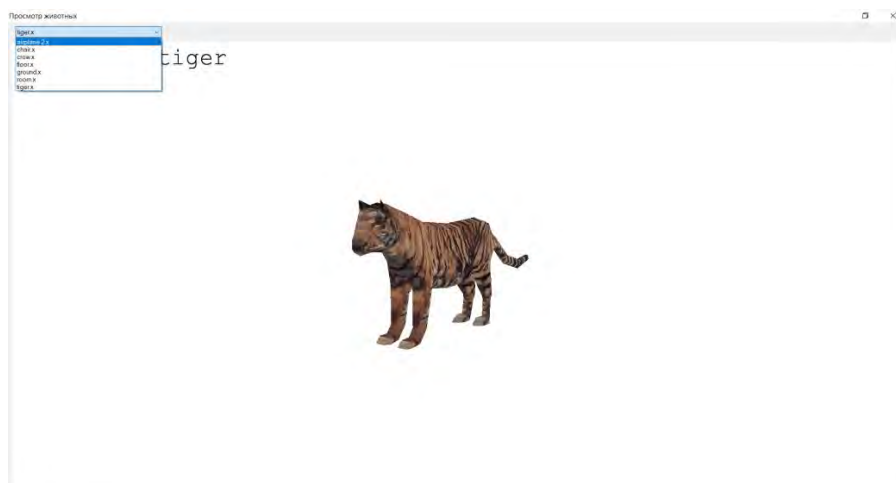 Просмотр животных
tiger.x
airplane 2.x
chair.x
crow.x
floor.x
ground.x
room.x
tiger.x
tiger